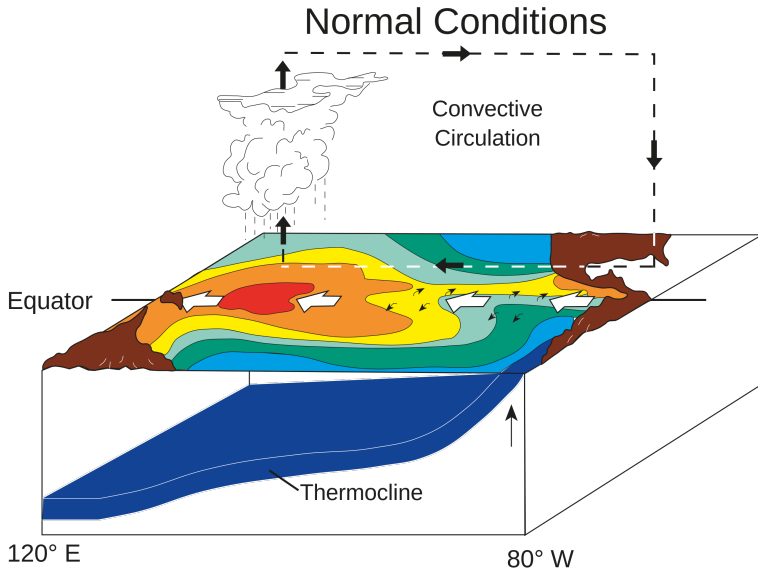 Normal Conditions
Convective
Circulation
Equator
Thermocline
120° E
80° W